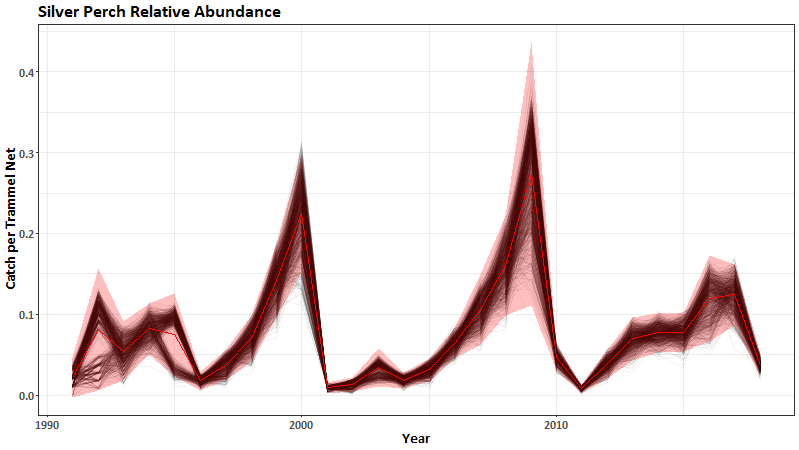 Silver Perch Relative Abundance
Catch per Trammel Net
0.4
0.3
0.2
0.1
0.0
1990
2000
2010
Year